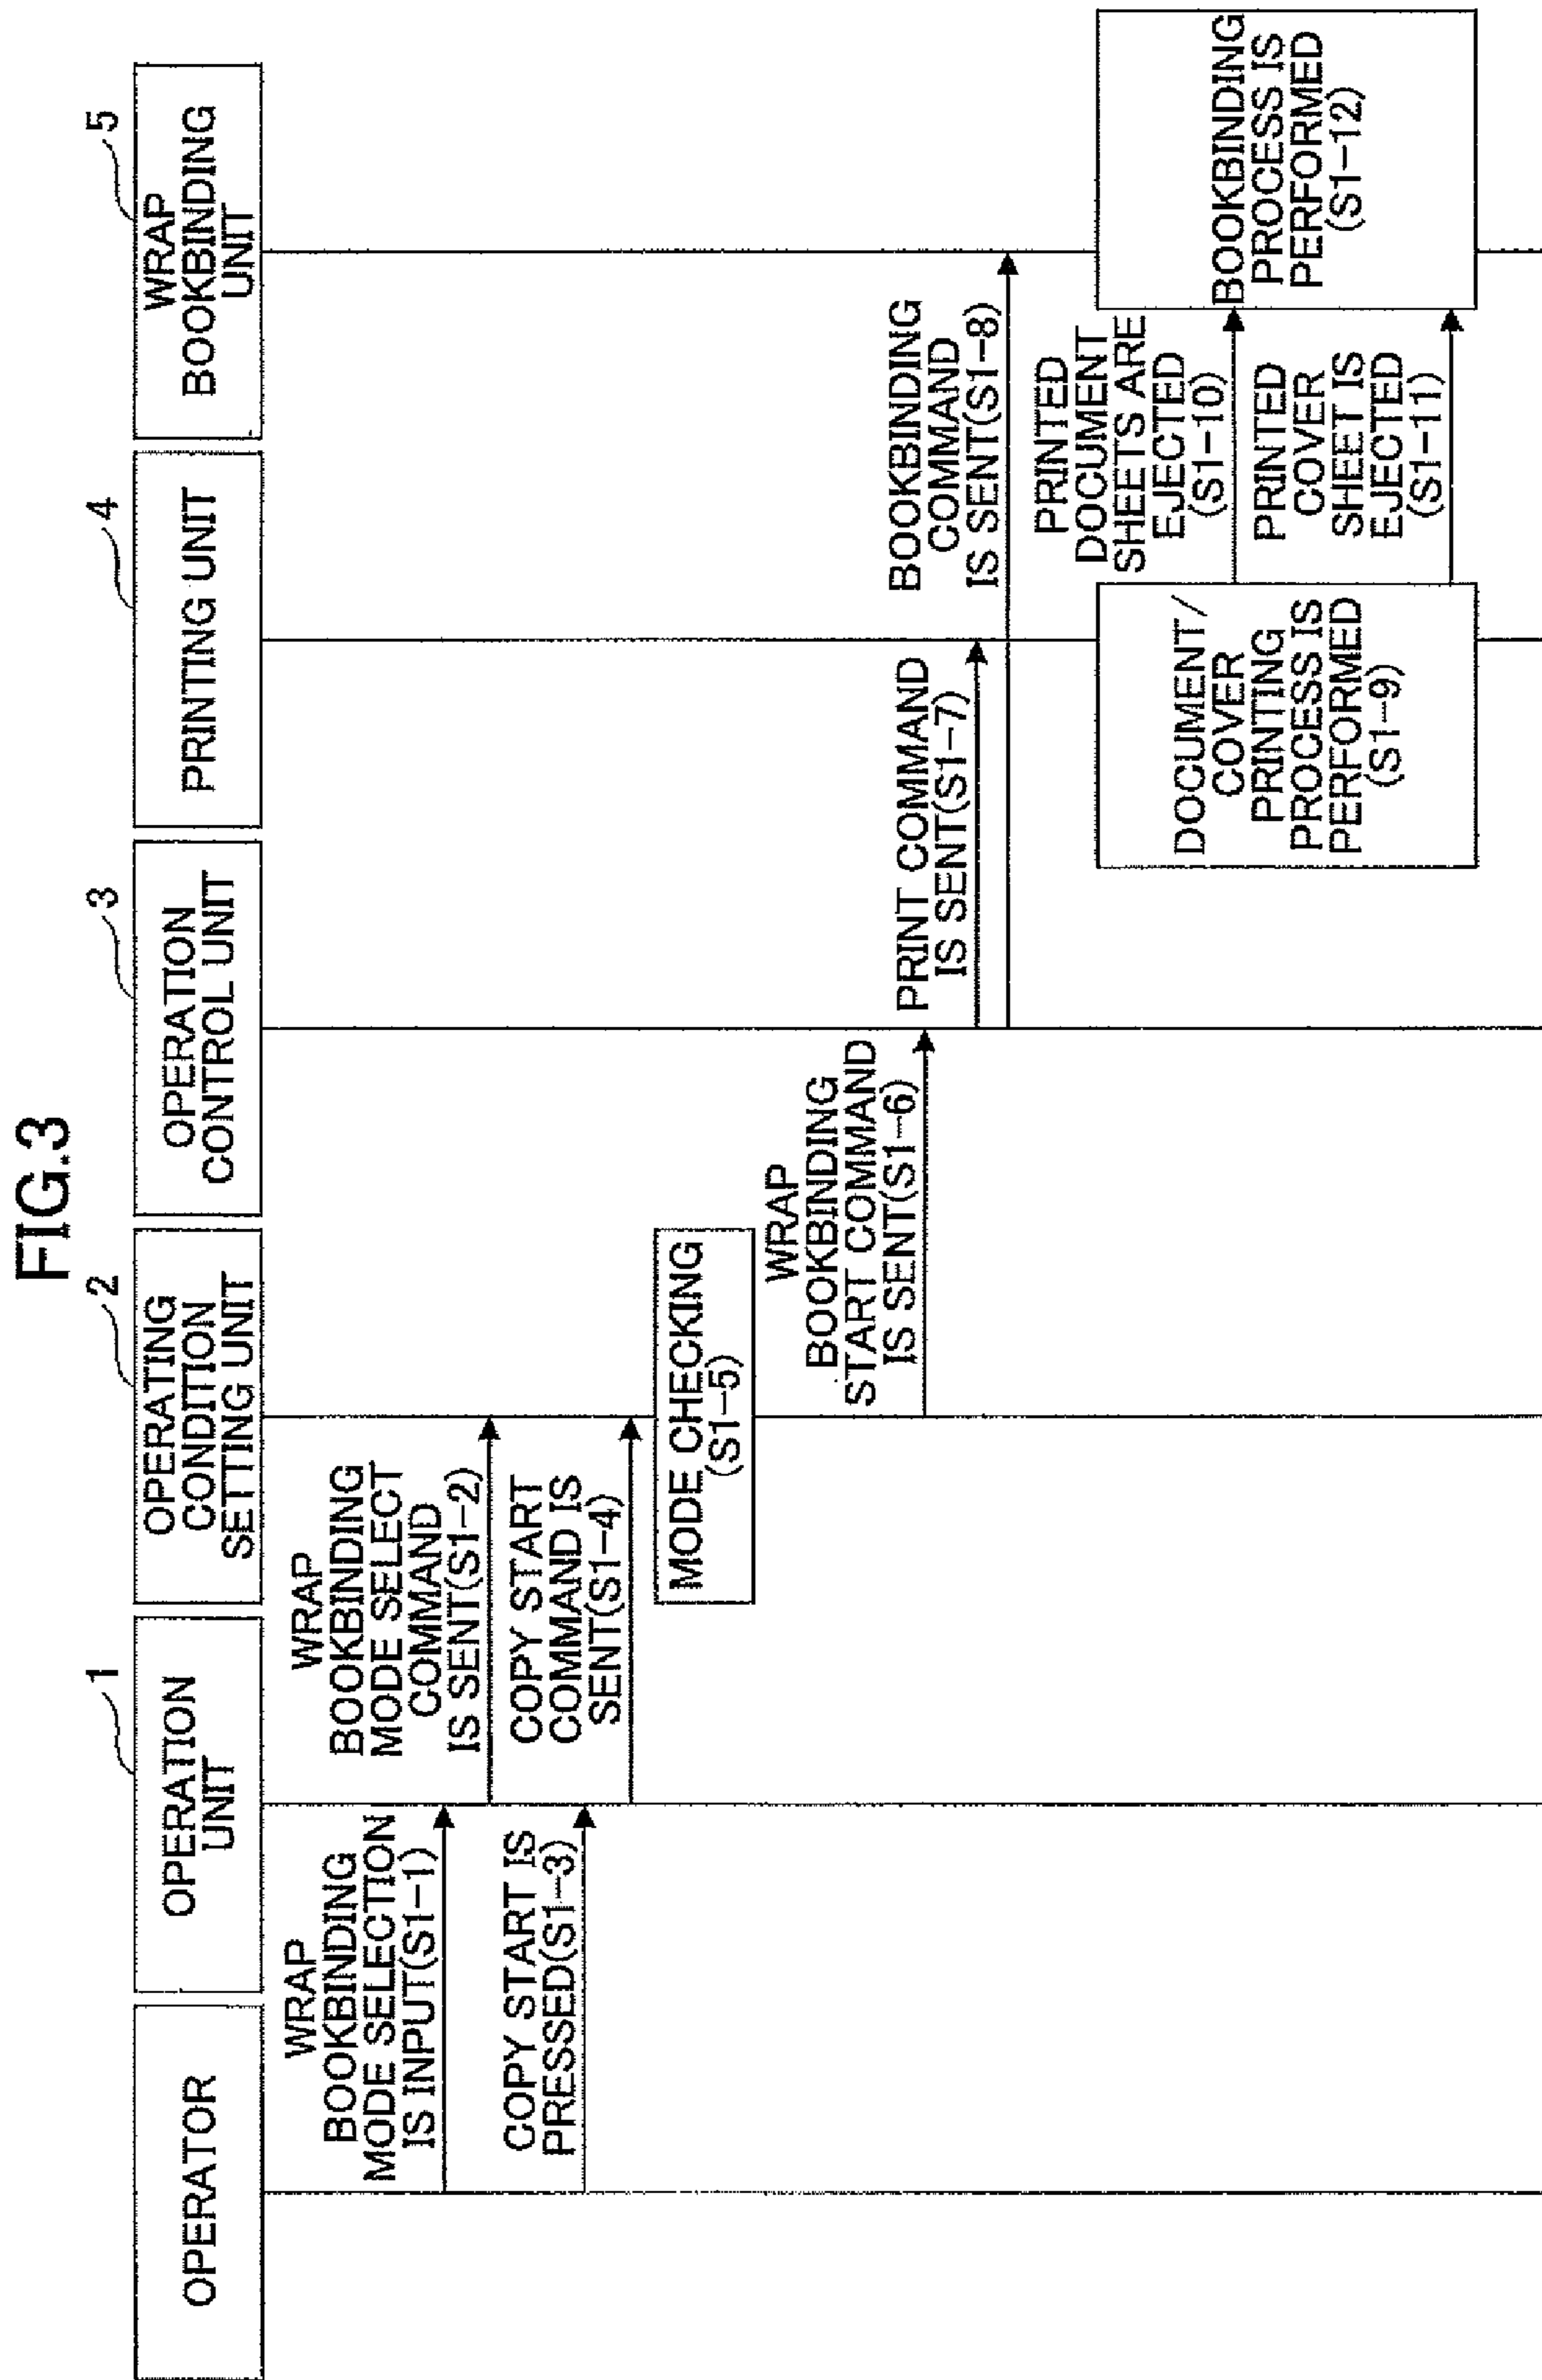 FIG.3
OPERATOR
1
OPERATION
UNIT
2
OPERATING
CONDITION
SETTING UNIT
3
OPERATION
CONTROL UNIT
4
PRINTING UNIT
5
WRAP
BOOKBINDING
UNIT
WRAP
BOOKBINDING
MODE SELECTION
IS INPUT(S1-1)
WRAP
BOOKBINDING
MODE SELECT
COMMAND
IS SENT(S1-2)
COPY START IS
PRESSED(S1-3)
COPY START
COMMAND IS
SENT(S1-4)
MODE CHECKING
(S1-5)
WRAP
BOOKBINDING
START COMMAND
IS SENT(S1-6)
PRINT COMMAND
IS SENT(S1-7)
BOOKBINDING
COMMAND
IS SENT(S1-8)
DOCUMENT/
COVER
PRINTING
PROCESS IS
PERFORMED
(S1-9)
PRINTED
DOCUMENT
SHEETS ARE
EJECTED
(S1-10)
PRINTED
COVER
SHEET IS
EJECTED
(S1-11)
BOOKBINDING
PROCESS IS
PERFORMED
(S1-12)